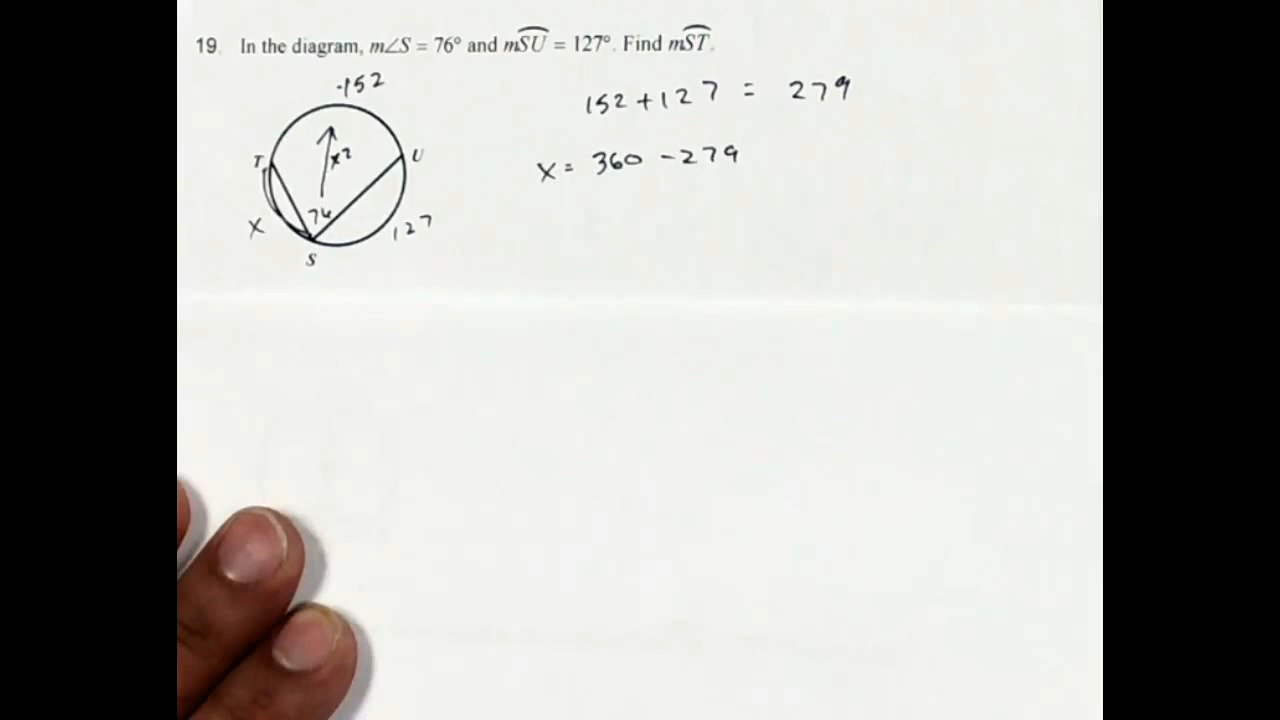 19. In the diagram, m∠S = 76° and mSU = 127°. Find mST.
152
152 + 127 = 279
x = 360 - 279
T
x2
U
X
76
127
S